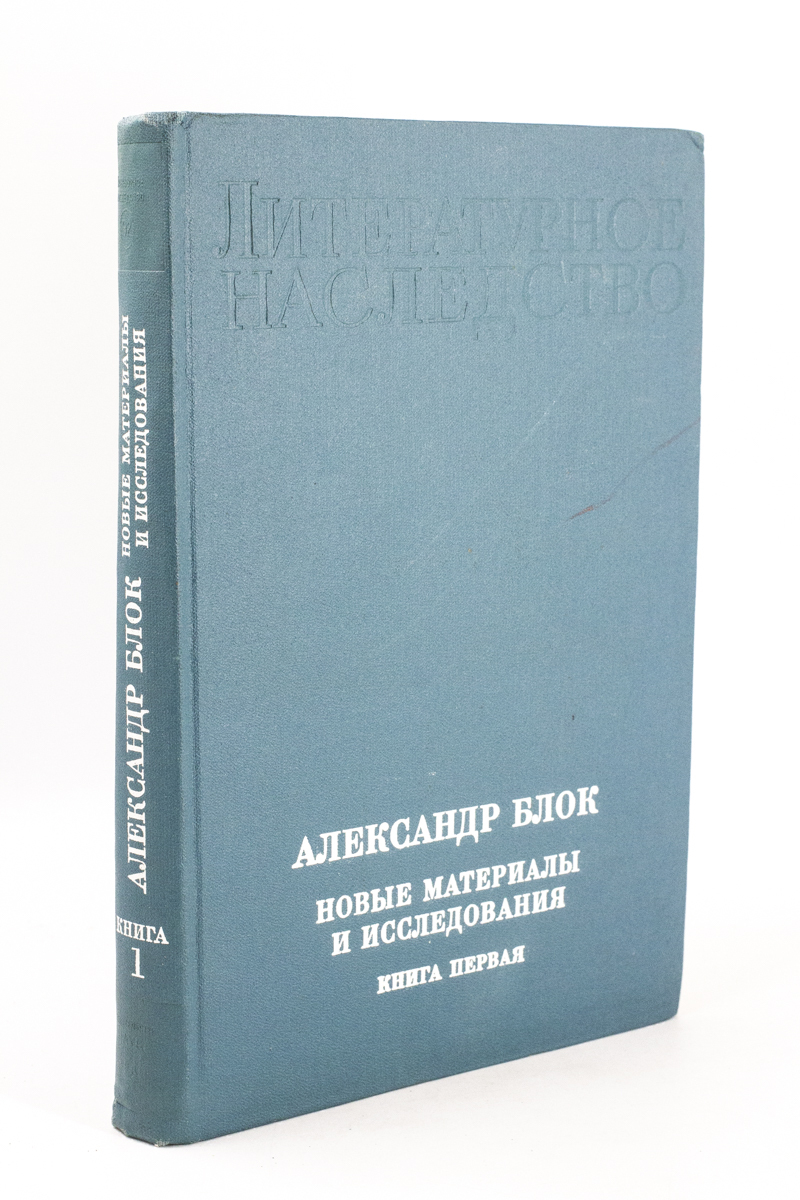 Литературное
наследство
АЛЕКСАНДР БЛОК
НОВЫЕ МАТЕРИАЛЫ
И ИССЛЕДОВАНИЯ
КНИГА ПЕРВАЯ
АЛЕКСАНДР БЛОК
НОВЫЕ МАТЕРИАЛЫ
И ИССЛЕДОВАНИЯ
КНИГА
1